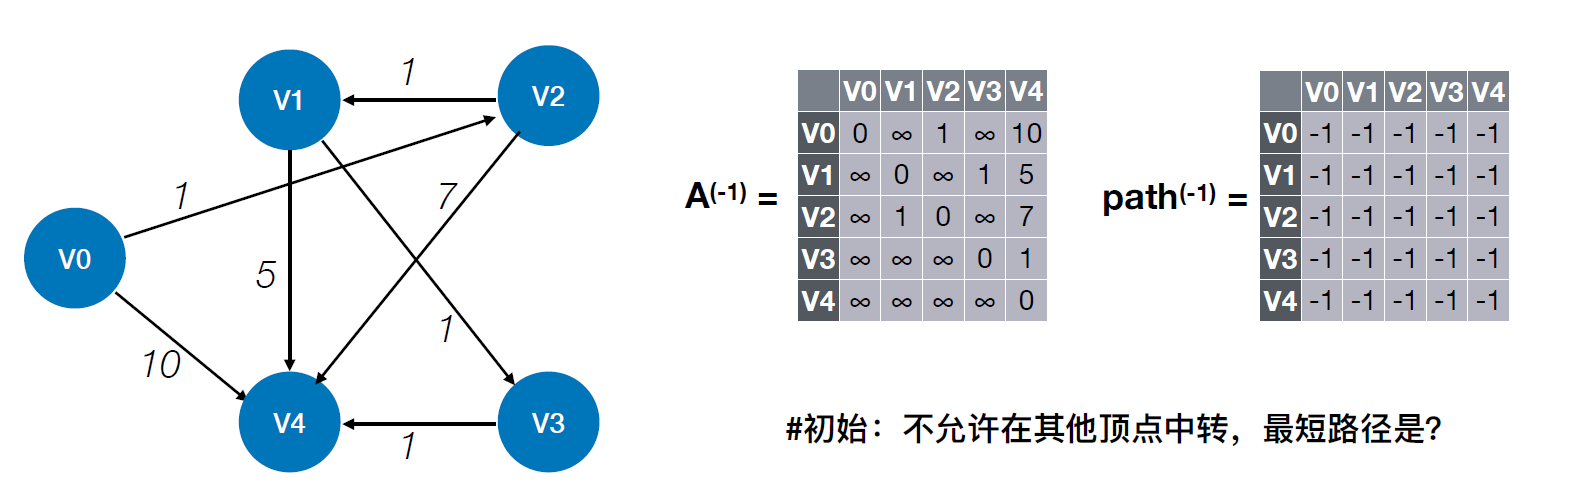 V1
V2
V0
V4
V3
1
1
7
5
1
10
1
A(-1) =
V0 V1 V2 V3 V4
V0 0 ∞ 1 ∞ 10
V1 ∞ 0 ∞ 1 5
V2 ∞ 1 0 ∞ 7
V3 ∞ ∞ ∞ 0 1
V4 ∞ ∞ ∞ ∞ 0
path(-1) =
V0 V1 V2 V3 V4
V0 -1 -1 -1 -1 -1
V1 -1 -1 -1 -1 -1
V2 -1 -1 -1 -1 -1
V3 -1 -1 -1 -1 -1
V4 -1 -1 -1 -1 -1
#初始：不允许在其他顶点中转，最短路径是？